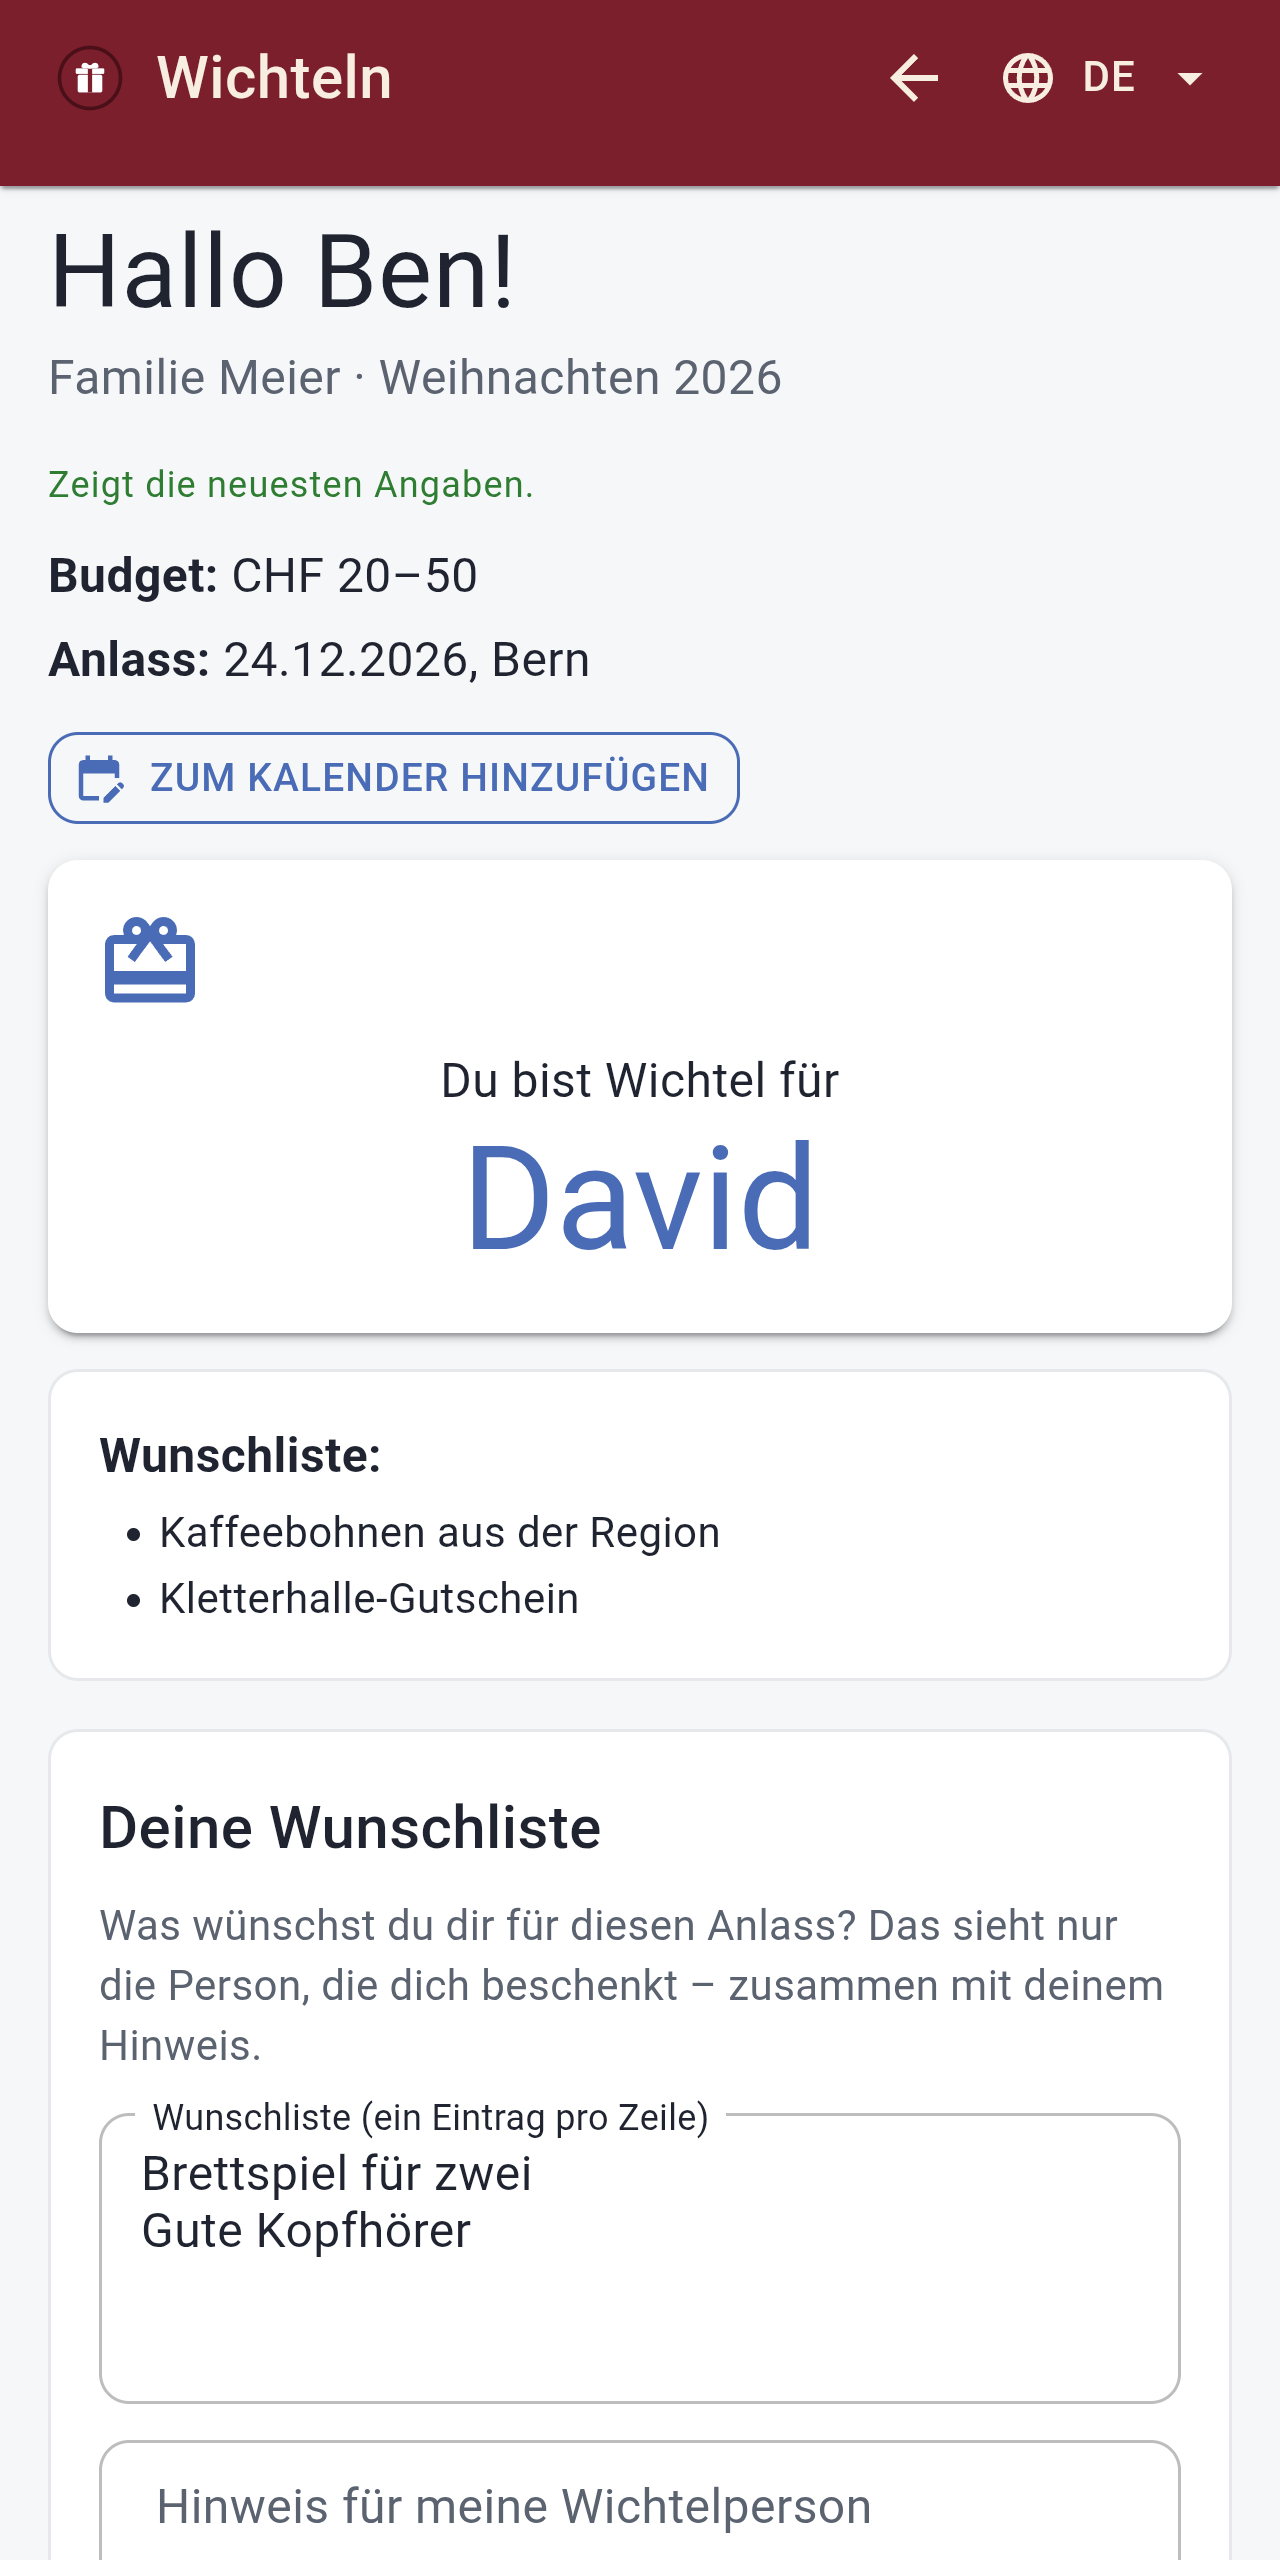 Wichteln
DE
Hallo Ben!
Familie Meier · Weihnachten 2026
Zeigt die neuesten Angaben.
Budget: CHF 20–50
Anlass: 24.12.2026, Bern
ZUM KALENDER HINZUFÜGEN
Du bist Wichtel für
David
Wunschliste:
• Kaffeebohnen aus der Region
• Kletterhalle-Gutschein
Deine Wunschliste
Was wünschst du dir für diesen Anlass? Das sieht nur
die Person, die dich beschenkt – zusammen mit deinem
Hinweis.
Wunschliste (ein Eintrag pro Zeile)
Brettspiel für zwei
Gute Kopfhörer
Hinweis für meine Wichtelperson